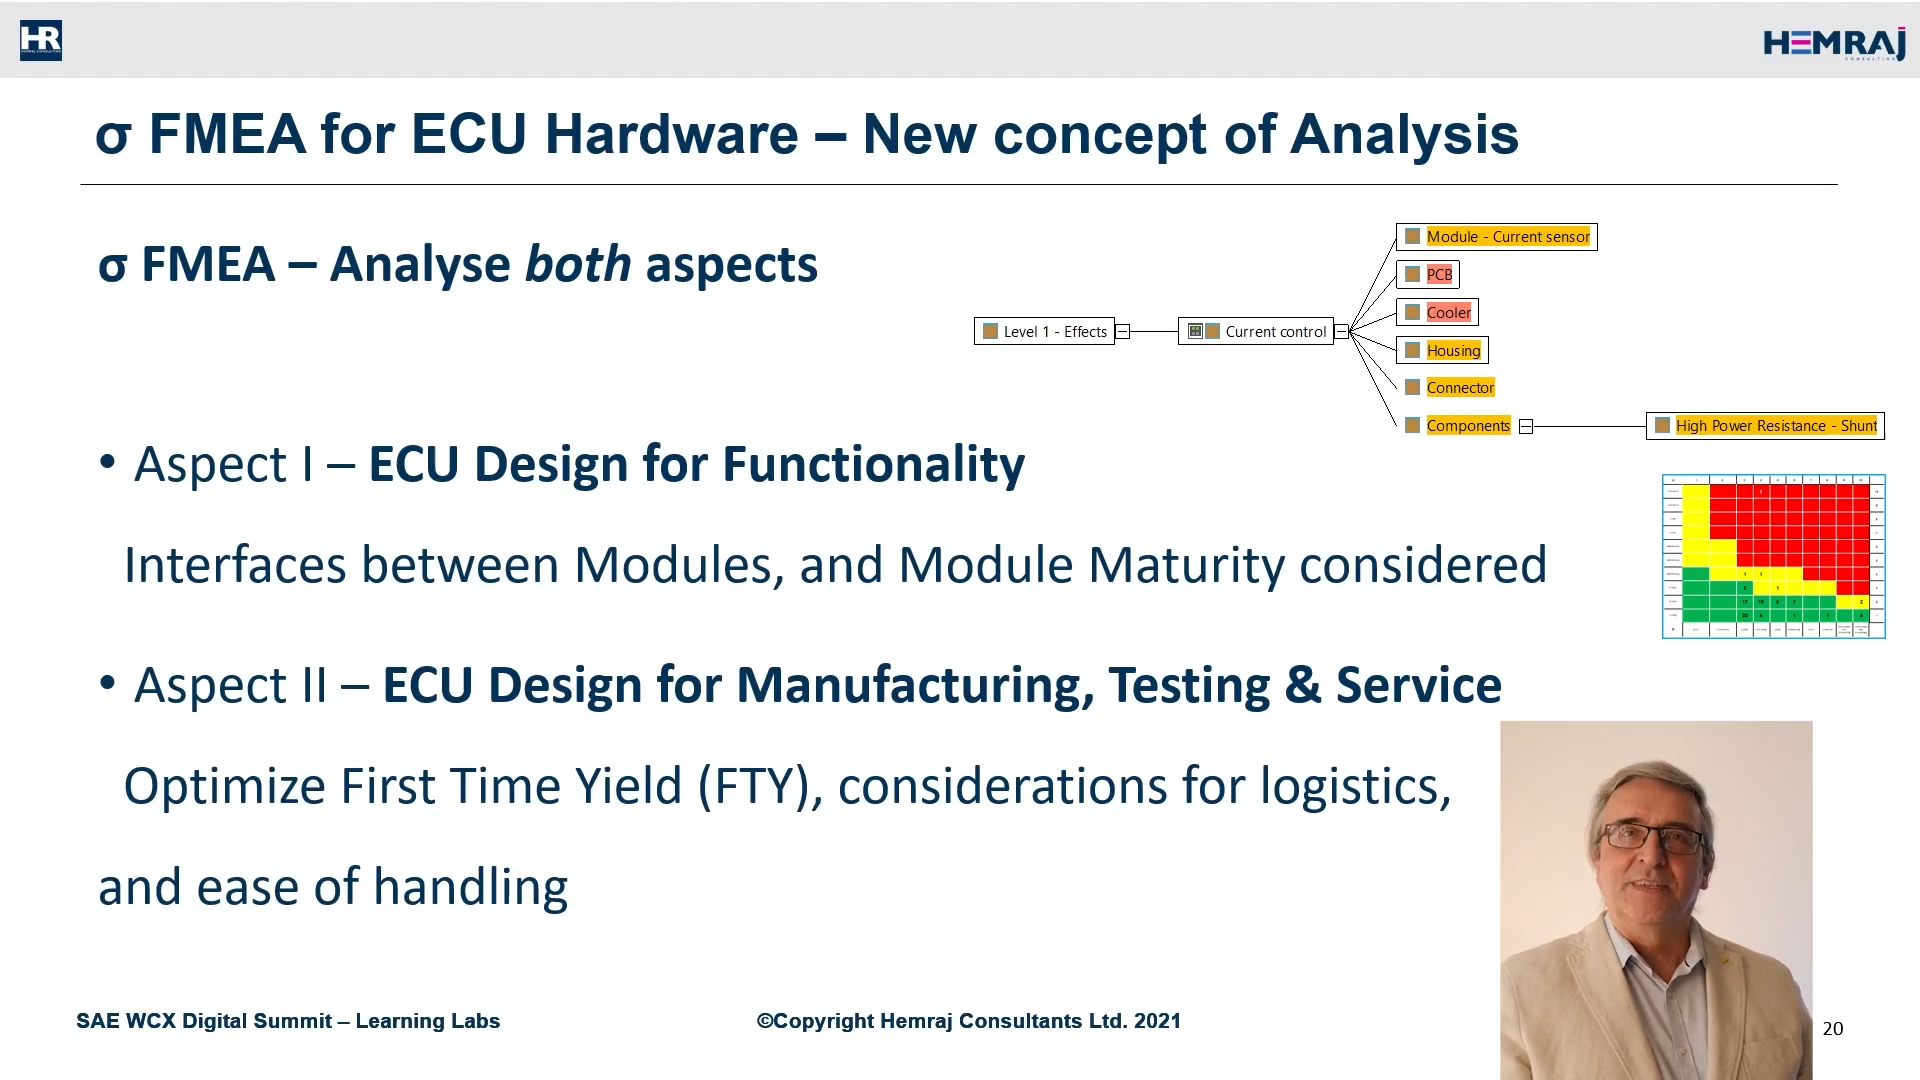 HR
HEMRAJ
CONSULTING
σ FMEA for ECU Hardware – New concept of Analysis
σ FMEA – Analyse both aspects
Module - Current sensor
PCB
Cooler
Level 1 - Effects
Current control
Housing
Connector
Components
High Power Resistance - Shunt
• Aspect I – ECU Design for Functionality
Interfaces between Modules, and Module Maturity considered
• Aspect II – ECU Design for Manufacturing, Testing & Service
Optimize First Time Yield (FTY), considerations for logistics,
and ease of handling
SAE WCX Digital Summit – Learning Labs
©Copyright Hemraj Consultants Ltd. 2021
20